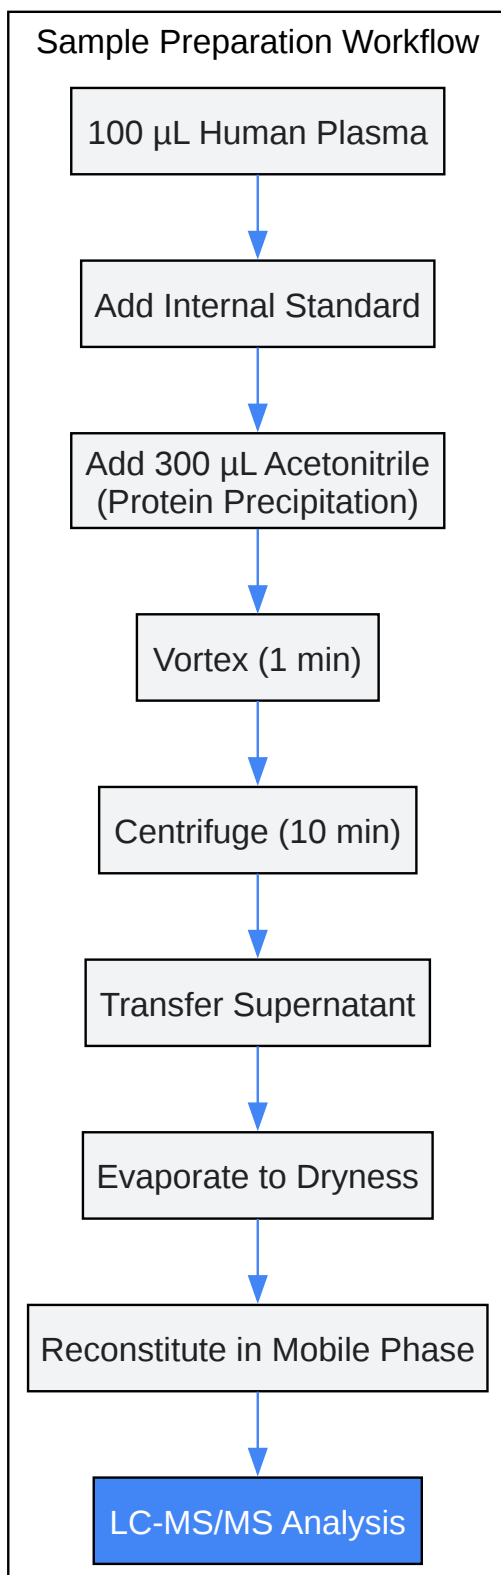 Sample Preparation Workflow
100 µL Human Plasma
Add Internal Standard
Add 300 µL Acetonitrile
(Protein Precipitation)
Vortex (1 min)
Centrifuge (10 min)
Transfer Supernatant
Evaporate to Dryness
Reconstitute in Mobile Phase
LC-MS/MS Analysis